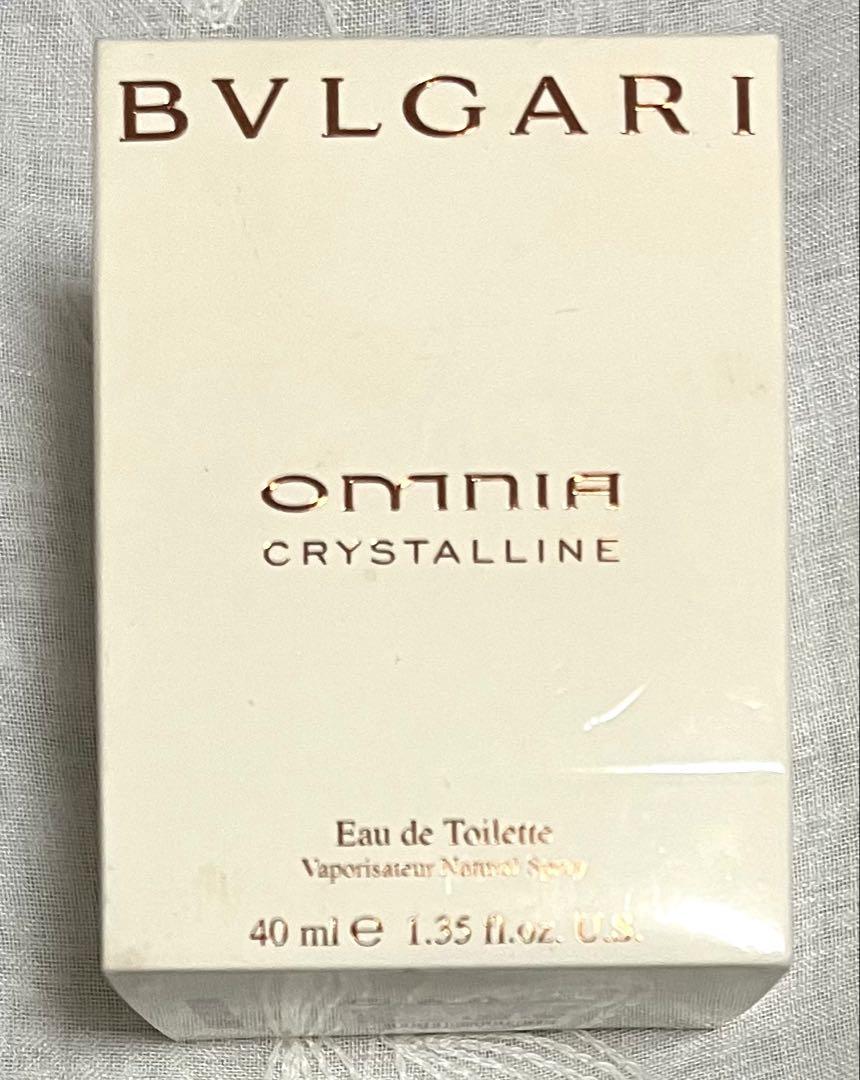 BVLGARI
OMNIA
CRYSTALLINE
Eau de Toilette
Vaporisateur Natural Spray
40 ml ℮ 1.35 fl.oz. U.S.